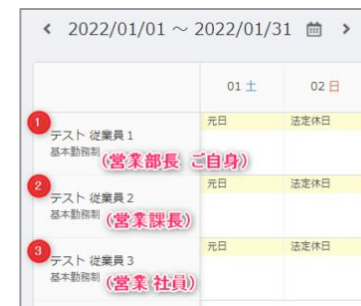 ‹ 2022/01/01 ～ 2022/01/31 ›
01 土 02 日
1
元日 法定休日
テスト 従業員 1
基本勤務制
(営業部長 ご自身)
2
元日 法定休日
テスト 従業員 2
基本勤務制
(営業課長)
3
元日 法定休日
テスト 従業員 3
基本勤務制
(営業 社員)